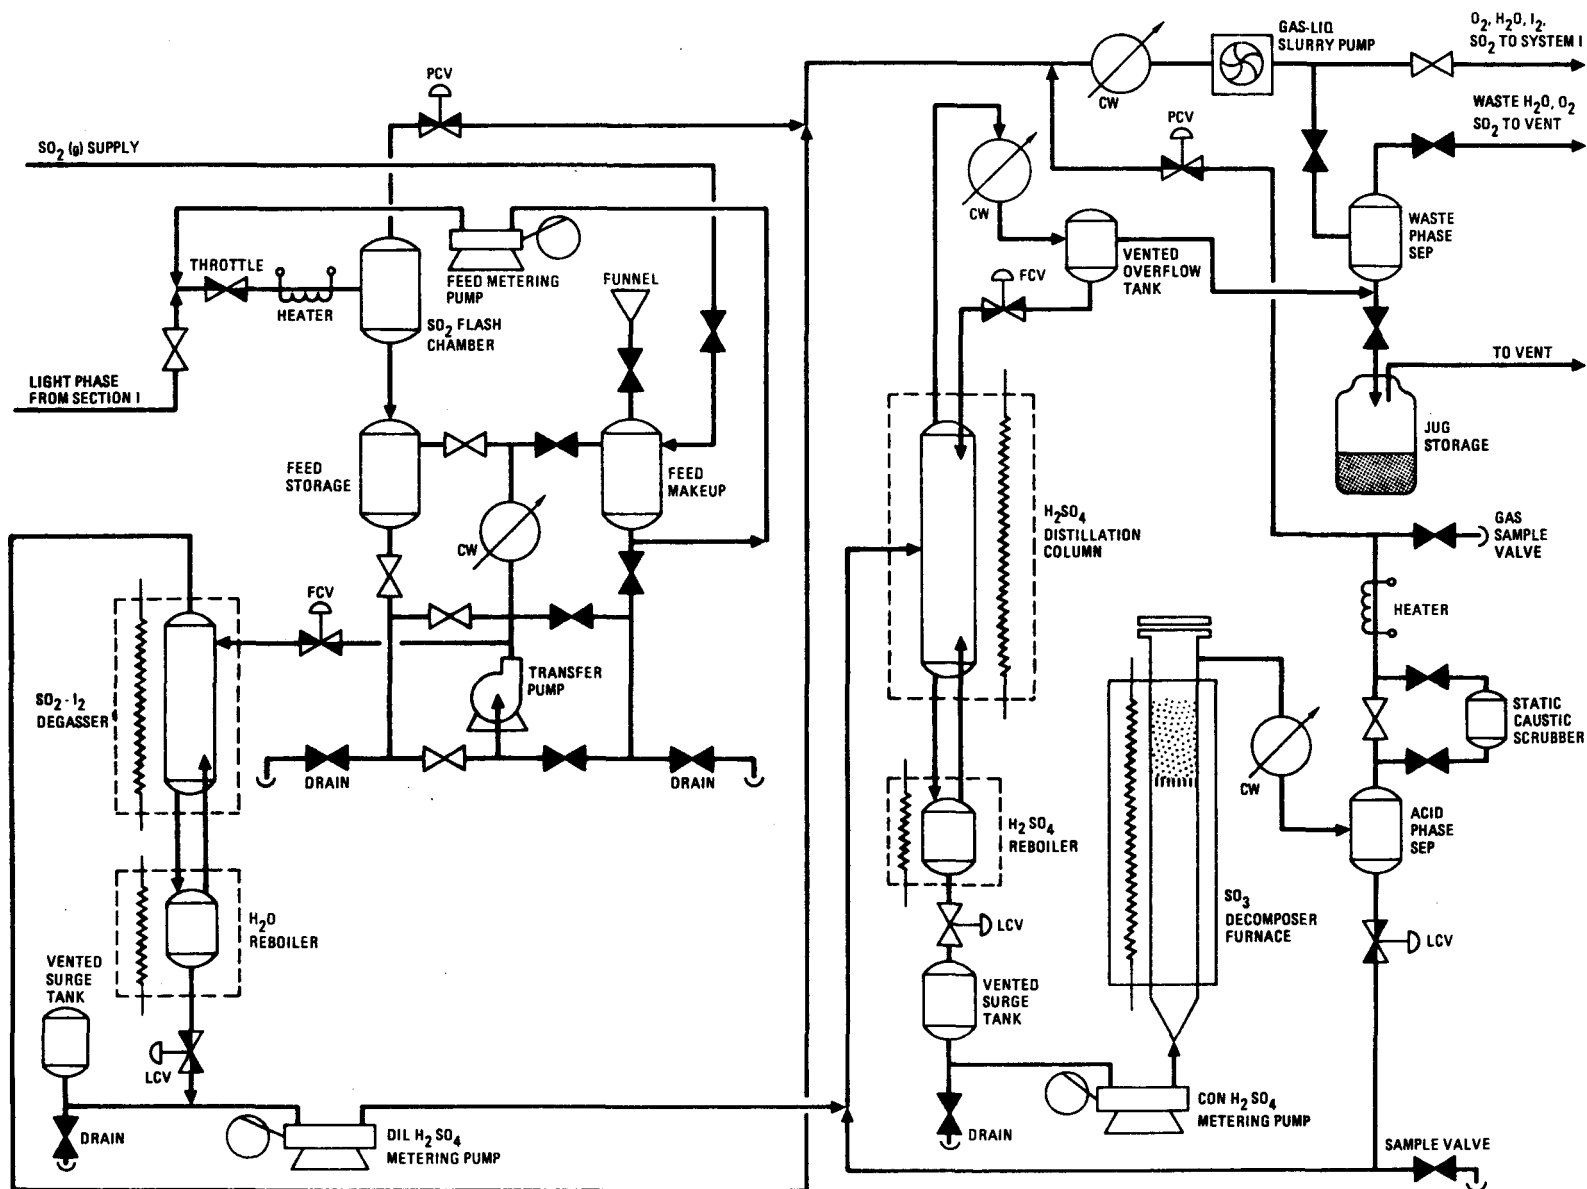 PCV
SO2 (g) SUPPLY
THROTTLE
HEATER
FEED METERING
PUMP
SO2 FLASH
CHAMBER
FUNNEL
LIGHT PHASE
FROM SECTION I
FEED
STORAGE
FEED
MAKEUP
CW
FCV
SO2-I2
DEGASSER
TRANSFER
PUMP
DRAIN
DRAIN
H2O
REBOILER
VENTED
SURGE
TANK
LCV
DRAIN
DIL H2SO4
METERING PUMP
GAS-LIQ
SLURRY PUMP
O2, H2O, I2,
SO2 TO SYSTEM I
CW
WASTE H2O, O2
SO2 TO VENT
PCV
CW
VENTED
OVERFLOW
TANK
WASTE
PHASE
SEP
FCV
TO VENT
JUG
STORAGE
H2SO4
DISTILLATION
COLUMN
GAS
SAMPLE
VALVE
HEATER
STATIC
CAUSTIC
SCRUBBER
CW
ACID
PHASE
SEP
H2SO4
REBOILER
SO3
DECOMPOSER
FURNACE
LCV
LCV
VENTED
SURGE
TANK
CON H2SO4
METERING PUMP
DRAIN
SAMPLE VALVE